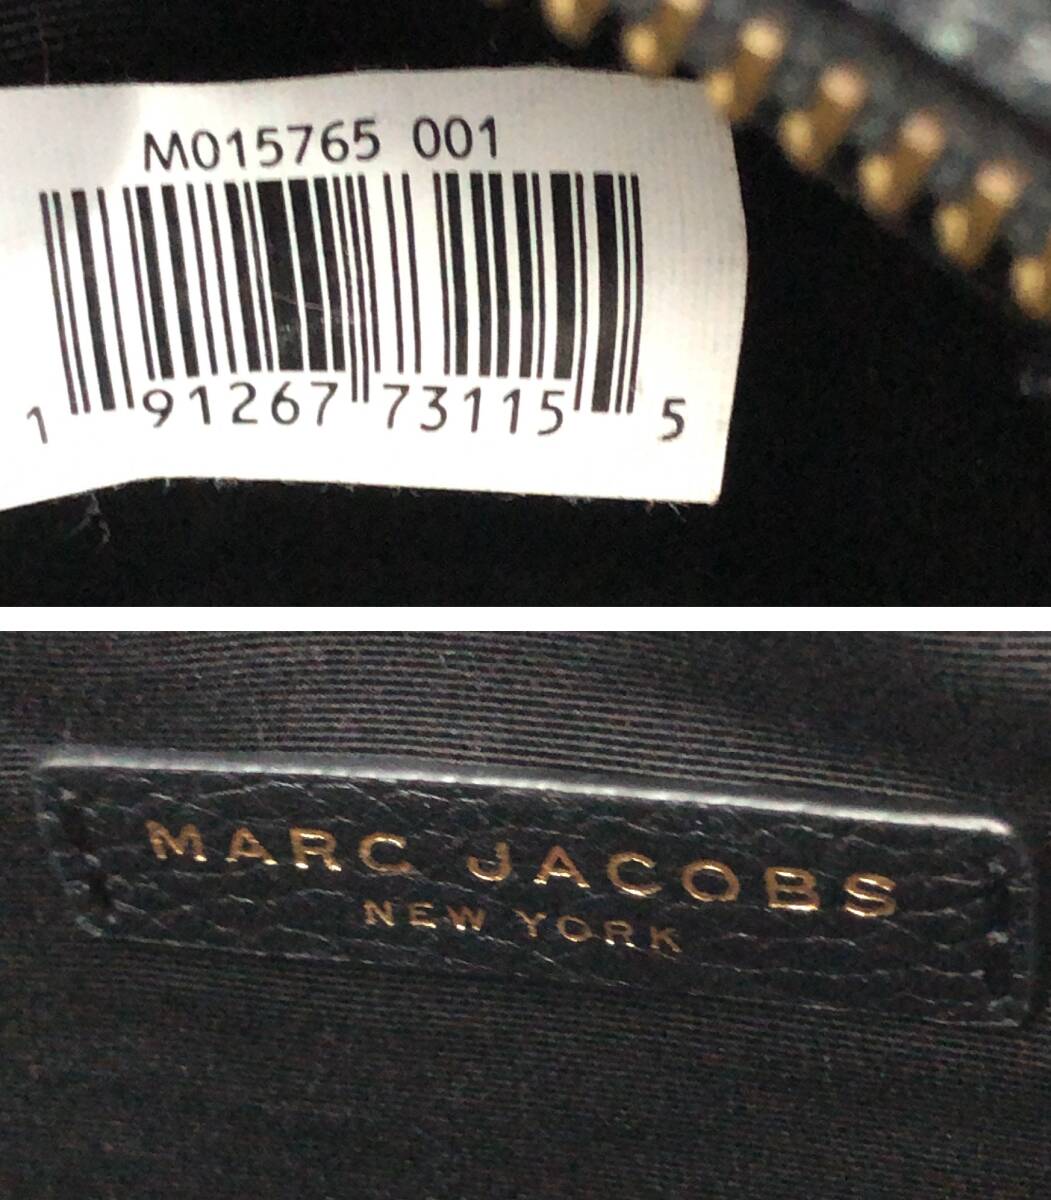 M015765 001
1 91267 73115 5
MARC JACOBS
NEW YORK